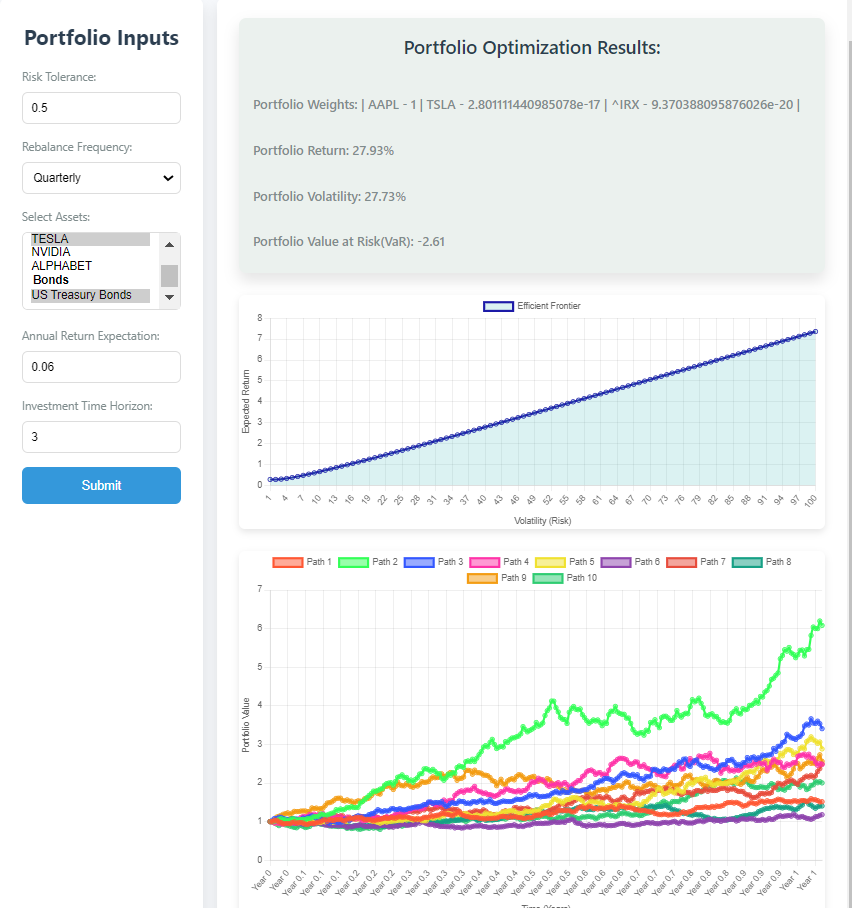 Portfolio Inputs
Risk Tolerance:
0.5
Rebalance Frequency:
Quarterly
Select Assets:
TESLA
NVIDIA
ALPHABET
Bonds
US Treasury Bonds
Annual Return Expectation:
0.06
Investment Time Horizon:
3
Submit
Portfolio Optimization Results:
Portfolio Weights: | AAPL - 1 | TSLA - 2.801111440985078e-17 | ^IRX - 9.370388095876026e-20 |
Portfolio Return: 27.93%
Portfolio Volatility: 27.73%
Portfolio Value at Risk(VaR): -2.61
Efficient Frontier
Expected Return
8
7
6
5
4
3
2
1
0
1 4 7 10 13 16 19 22 25 28 31 34 37 40 43 46 49 52 55 58 61 64 67 70 73 76 79 82 85 88 91 94 97 100
Volatility (Risk)
Path 1 Path 2 Path 3 Path 4 Path 5 Path 6 Path 7 Path 8
Path 9 Path 10
Portfolio Value
7
6
5
4
3
2
1
0
Year 0 Year 0 Year 0.1 Year 0.1 Year 0.1 Year 0.2 Year 0.2 Year 0.2 Year 0.3 Year 0.3 Year 0.3 Year 0.4 Year 0.4 Year 0.4 Year 0.5 Year 0.5 Year 0.5 Year 0.6 Year 0.6 Year 0.6 Year 0.7 Year 0.7 Year 0.7 Year 0.8 Year 0.8 Year 0.8 Year 0.9 Year 0.9 Year 0.9 Year 1 Year 1
Time (Years)